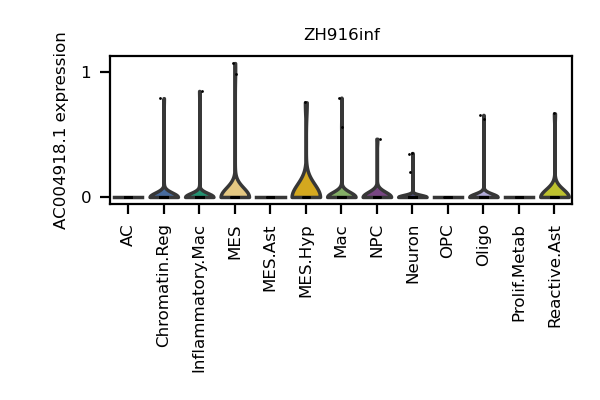 ZH916inf
AC004918.1 expression
1
0
AC
Chromatin.Reg
Inflammatory.Mac
MES
MES.Ast
MES.Hyp
Mac
NPC
Neuron
OPC
Oligo
Prolif.Metab
Reactive.Ast